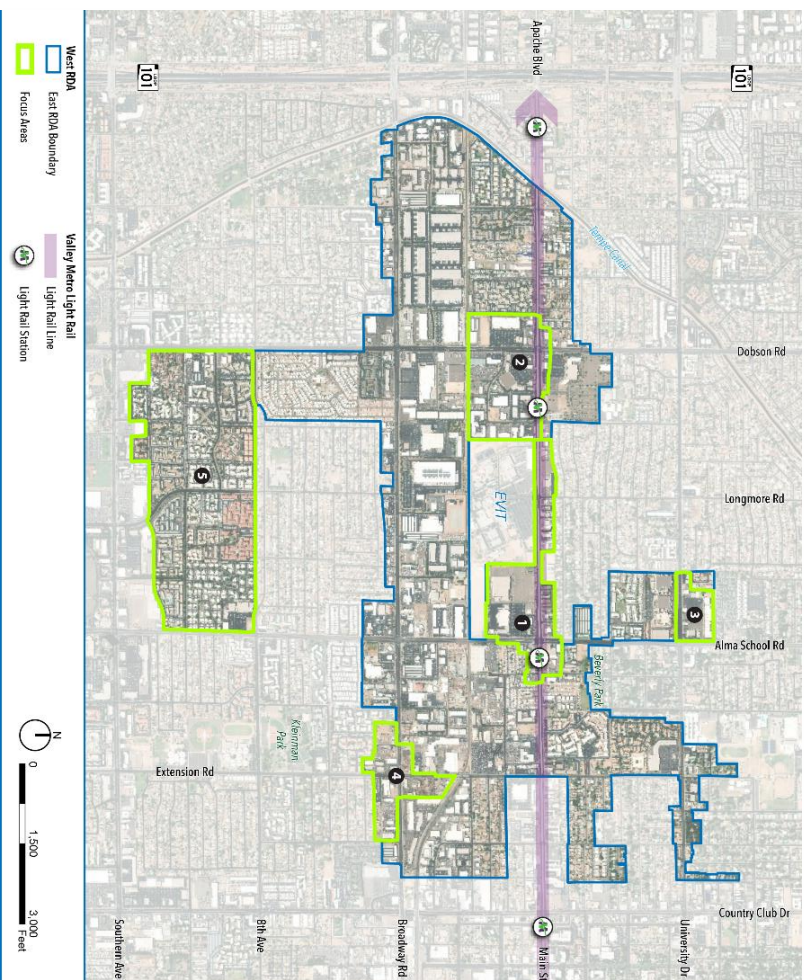 West RDA
East RDA Boundary
Focus Areas
Valley Metro Light Rail
Light Rail Line
M
Light Rail Station
N
0 1,500 3,000
Feet
LOOP
101
LOOP
101
Apache Blvd
M
Tempe Canal
Dobson Rd
2
M
5
EVIT
Longmore Rd
3
1
Alma School Rd
M
Beverly Park
Kleinman
Park
4
Extension Rd
Country Club Dr
M
Southern Ave
8th Ave
Broadway Rd
Main St
University Dr